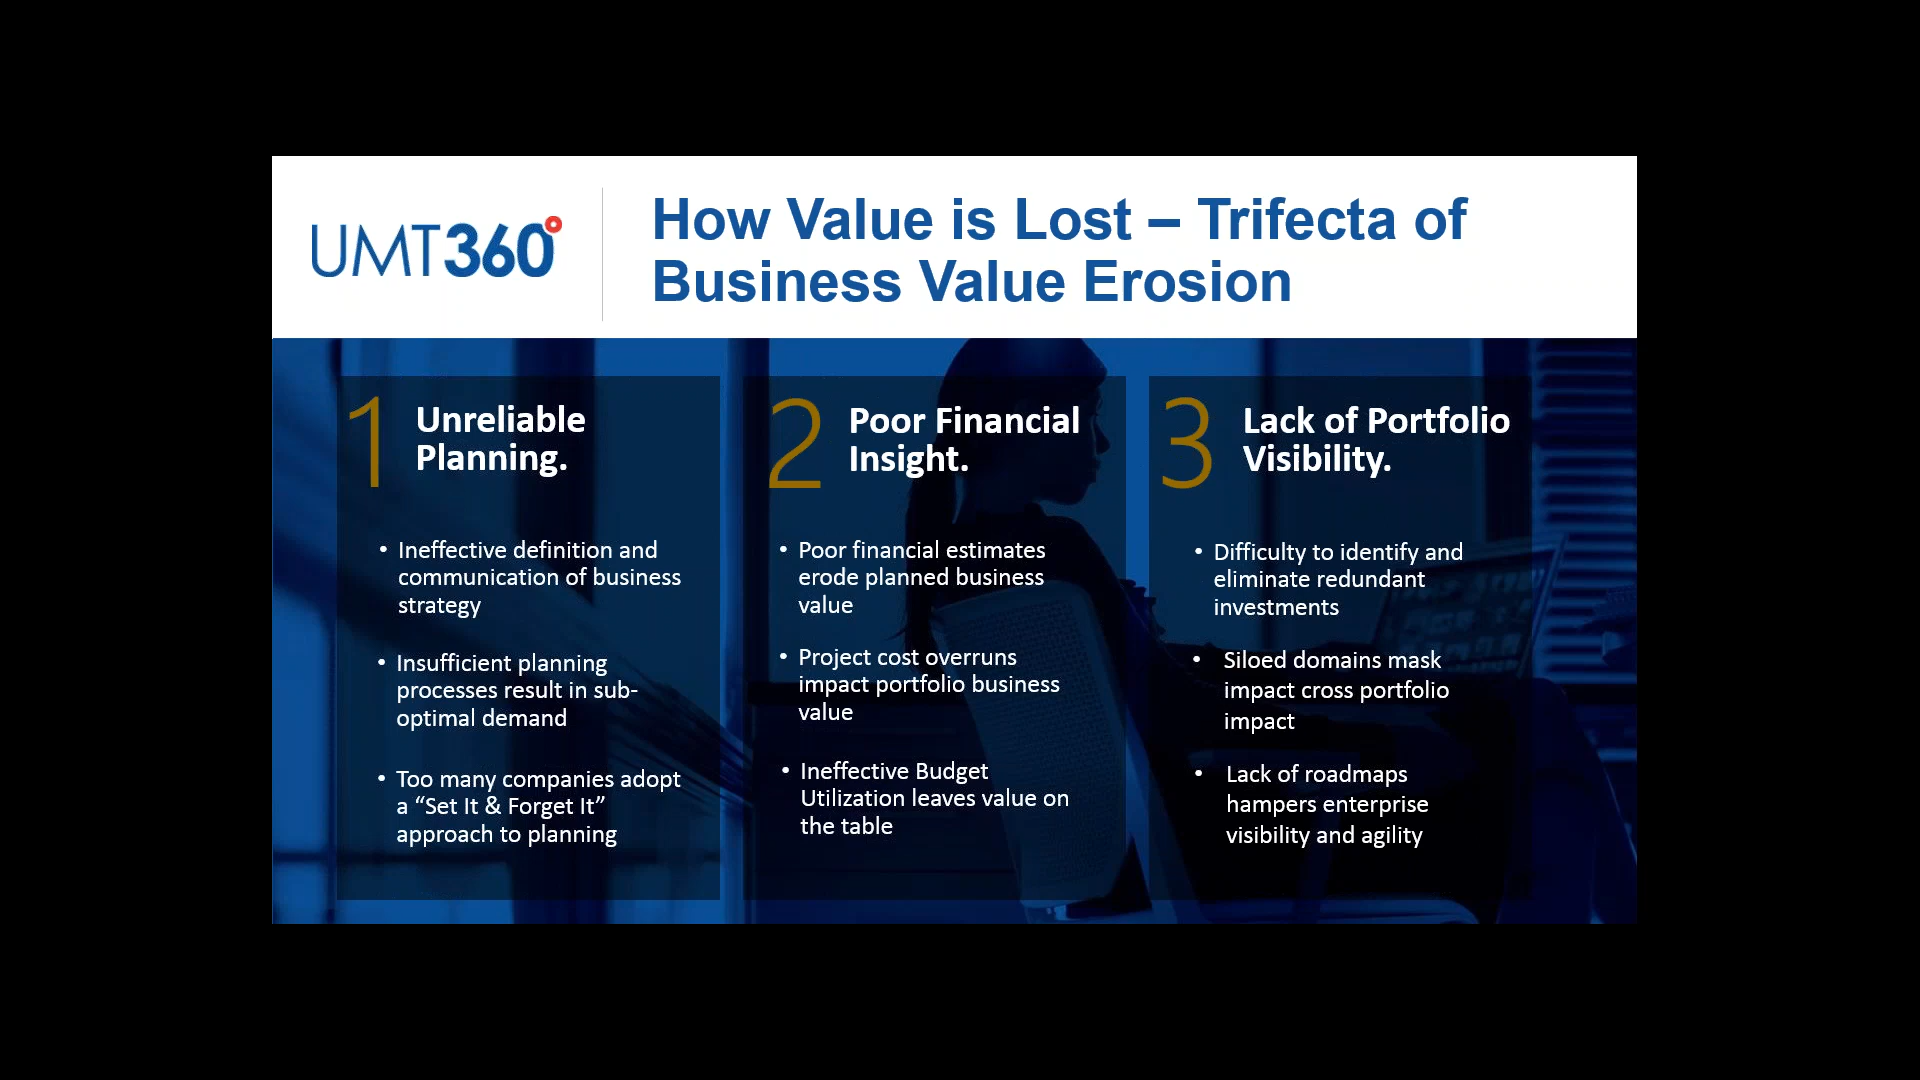 UMT360
How Value is Lost – Trifecta of
Business Value Erosion
1
Unreliable
Planning.
• Ineffective definition and
communication of business
strategy
• Insufficient planning
processes result in sub-
optimal demand
• Too many companies adopt
a “Set It & Forget It”
approach to planning
2
Poor Financial
Insight.
• Poor financial estimates
erode planned business
value
• Project cost overruns
impact portfolio business
value
• Ineffective Budget
Utilization leaves value on
the table
3
Lack of Portfolio
Visibility.
• Difficulty to identify and
eliminate redundant
investments
• Siloed domains mask
impact cross portfolio
impact
• Lack of roadmaps
hampers enterprise
visibility and agility